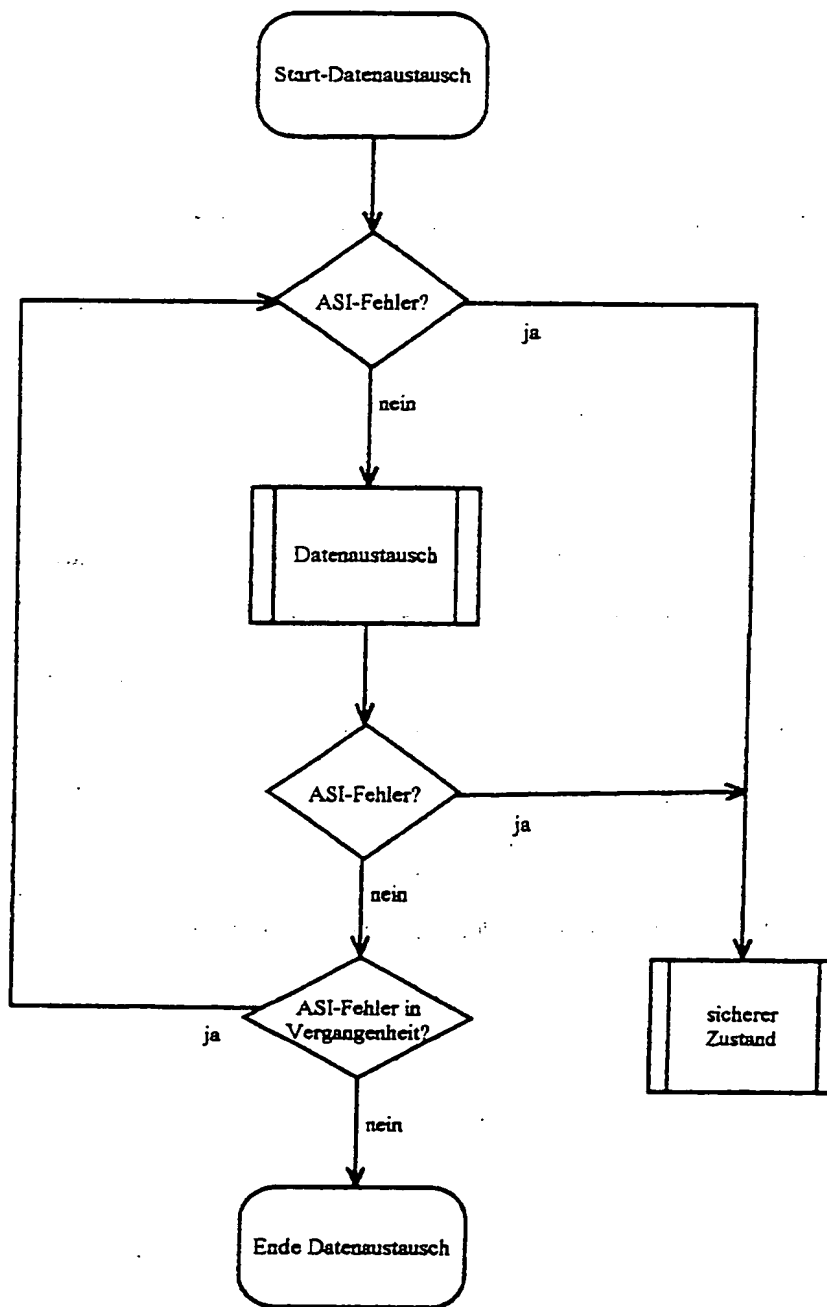 Start-Datenaustausch
ASI-Fehler?
ja
nein
Datenaustausch
ASI-Fehler?
ja
nein
ASI-Fehler in
Vergangenheit?
ja
sicherer
Zustand
nein
Ende Datenaustausch